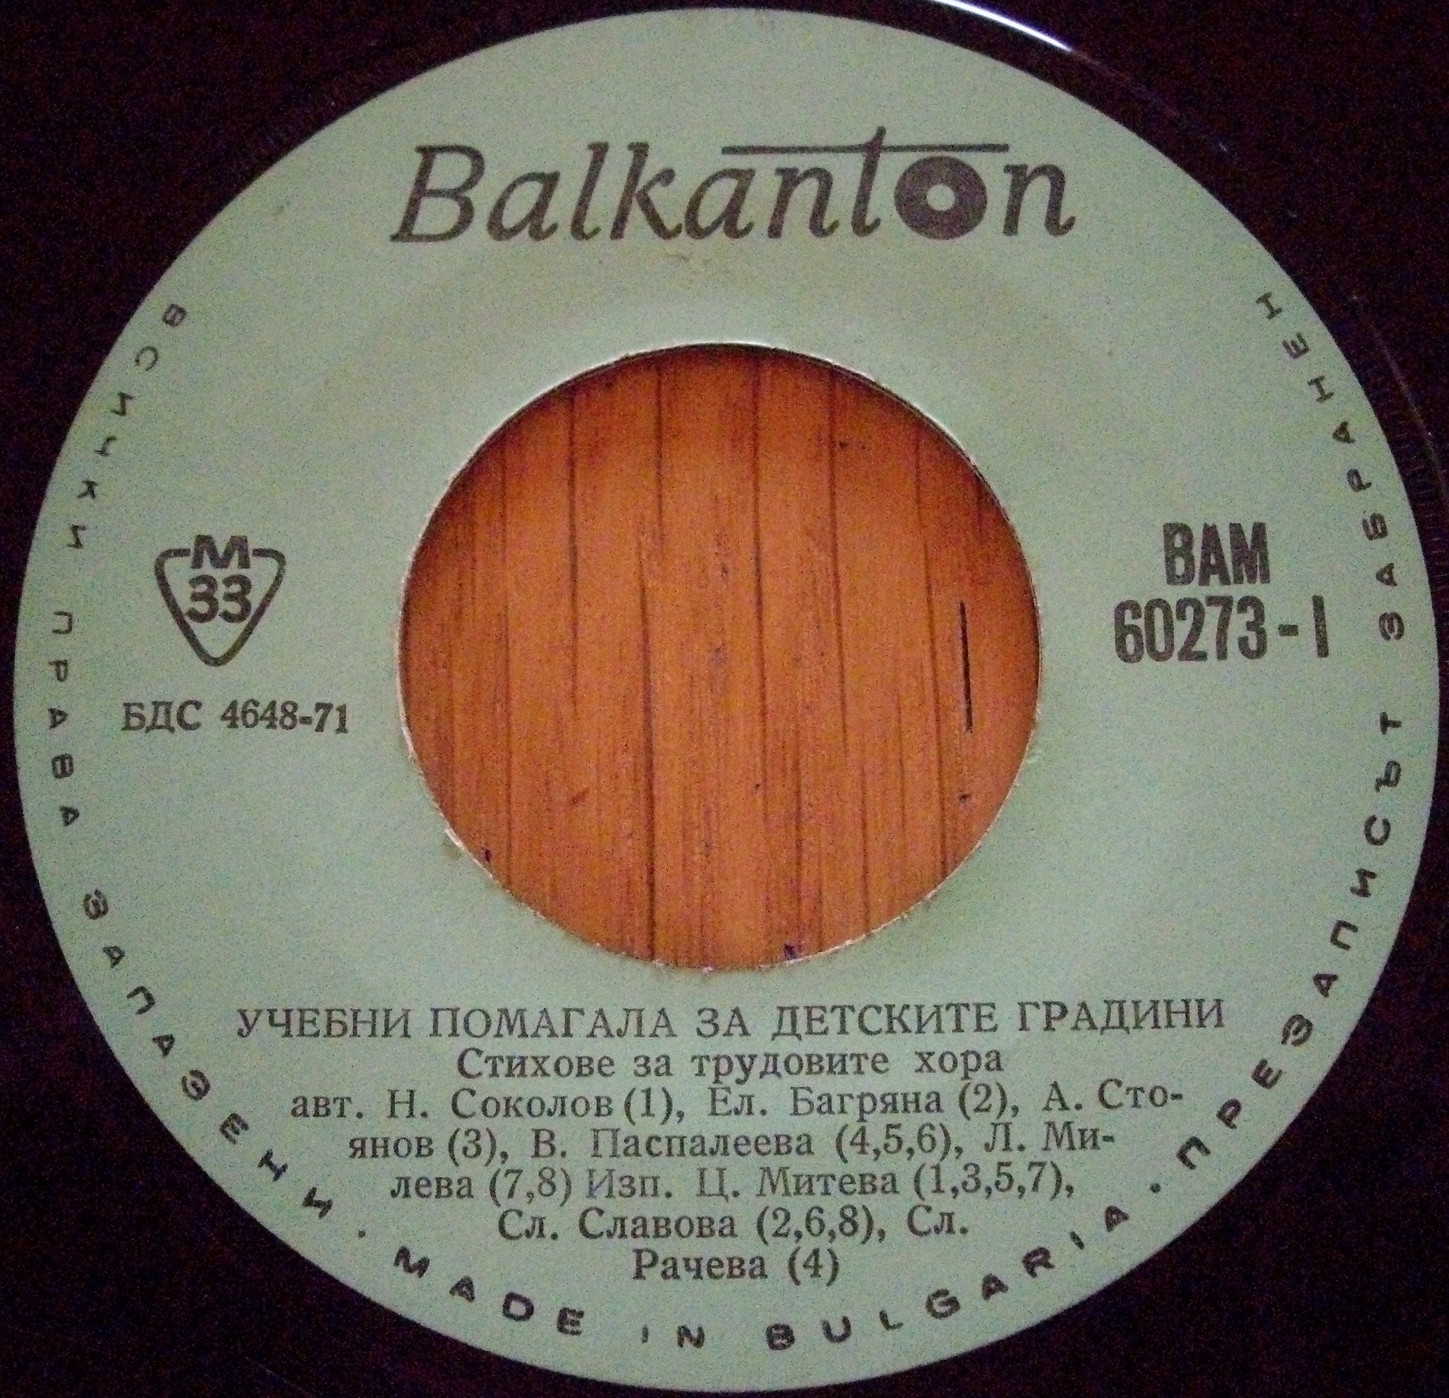 Balkanton
ВСИЧКИ ПРАВА ЗАПАЗЕНИ · MADE IN BULGARIA · ПРЕЗАПИСЪТ ЗАБРАНЕН
М
33
БДС 4648-71
ВАМ
60273-I
УЧЕБНИ ПОМАГАЛА ЗА ДЕТСКИТЕ ГРАДИНИ
Стихове за трудовите хора
авт. Н. Соколов (1), Ел. Багряна (2), А. Сто-
янов (3), В. Паспалеева (4,5,6), Л. Ми-
лева (7,8) Изп. Ц. Митева (1,3,5,7),
Сл. Славова (2,6,8), Сл.
Рачева (4)